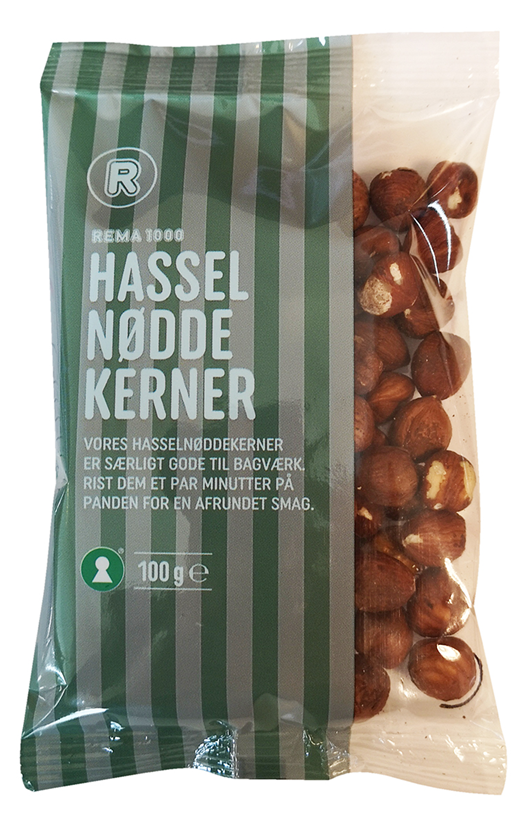 R
REMA 1000
HASSEL
NØDDE
KERNER
VORES HASSELNØDDEKERNER
ER SÆRLIGT GODE TIL BAGVÆRK.
RIST DEM ET PAR MINUTTER PÅ
PANDEN FOR EN AFRUNDET SMAG.
® 100 g ℮